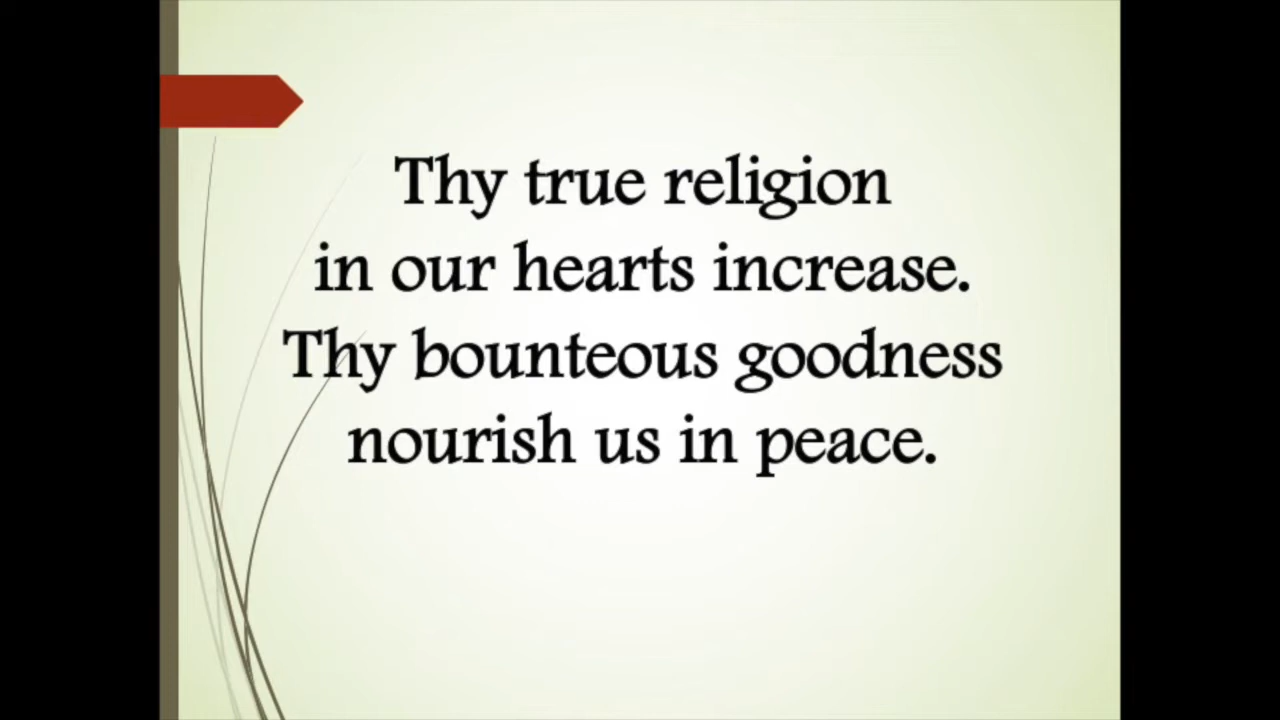 Thy true religion
in our hearts increase.
Thy bounteous goodness
nourish us in peace.